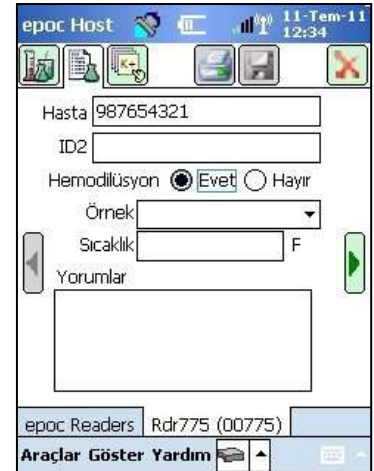 epoc Host 11-Tem-11
12:34
K+
Hasta 987654321
ID2
Hemodilüsyon Evet Hayır
Örnek
Sıcaklık F
Yorumlar
epoc Readers Rdr775 (00775)
Araçlar Göster Yardım